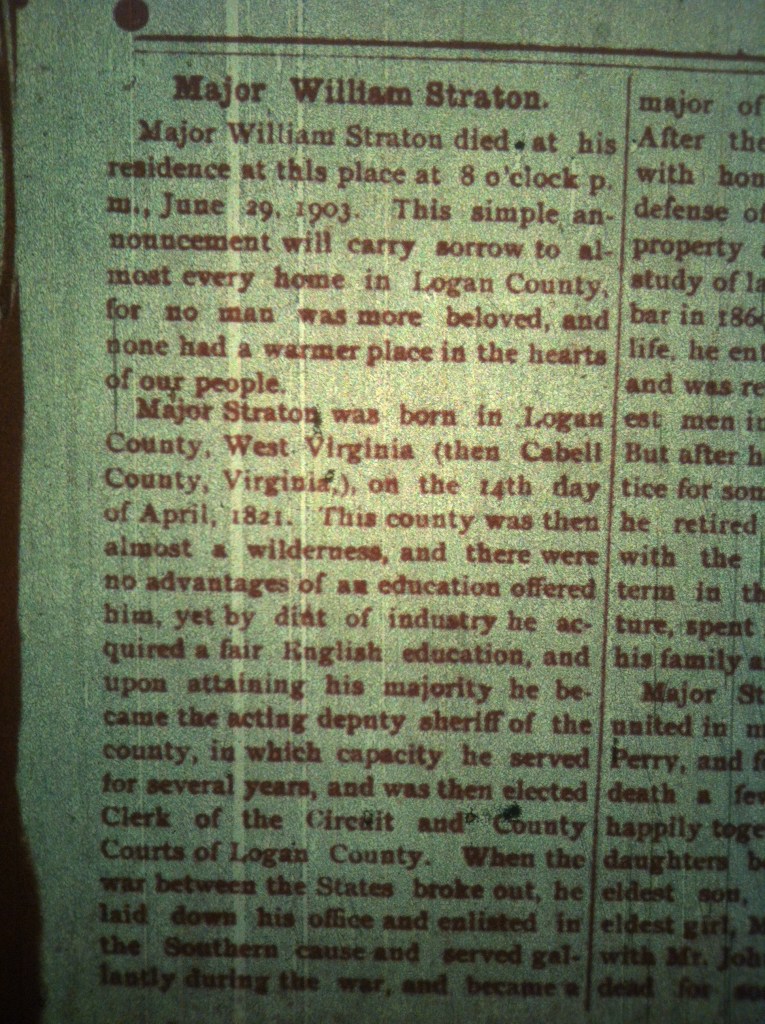 Major William Straton.
Major William Straton died at his
residence at this place at 8 o'clock p.
m., June 29, 1903. This simple an-
nouncement will carry sorrow to al-
most every home in Logan County,
for no man was more beloved, and
none had a warmer place in the hearts
of our people.
Major Straton was born in Logan
County, West Virginia (then Cabell
County, Virginia,), on the 14th day
of April, 1821. This county was then
almost a wilderness, and there were
no advantages of an education offered
him, yet by dint of industry he ac-
quired a fair English education, and
upon attaining his majority he be-
came the acting deputy sheriff of the
county, in which capacity he served
for several years, and was then elected
Clerk of the Circuit and County
Courts of Logan County. When the
war between the States broke out, he
laid down his office and enlisted in
the Southern cause and served gal-
lantly during the war, and became a
major of
After the
with hon
defense of
property
study of la
bar in 186
life, he ent
and was re
est men in
But after h
tice for som
he retired
with the
term in th
ture, spent
his family a
Major St
united in m
Perry, and f
death a few
happily toge
daughters b
eldest son,
eldest girl, M
with Mr. Joh
dead for so